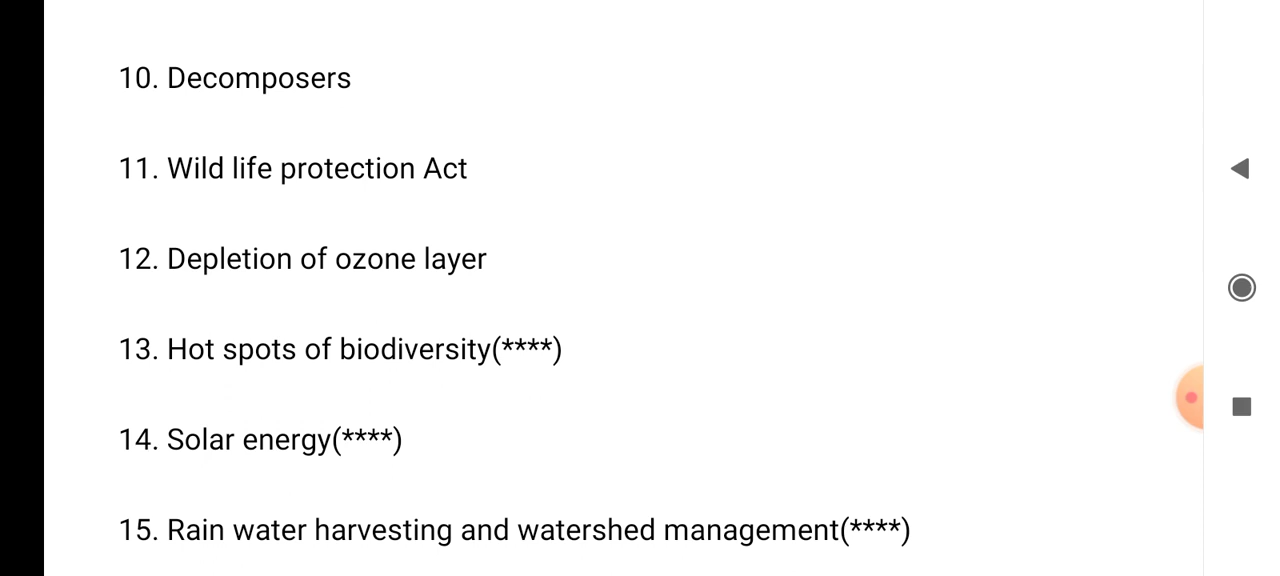 10. Decomposers
11. Wild life protection Act
12. Depletion of ozone layer
13. Hot spots of biodiversity(****)
14. Solar energy(****)
15. Rain water harvesting and watershed management(****)